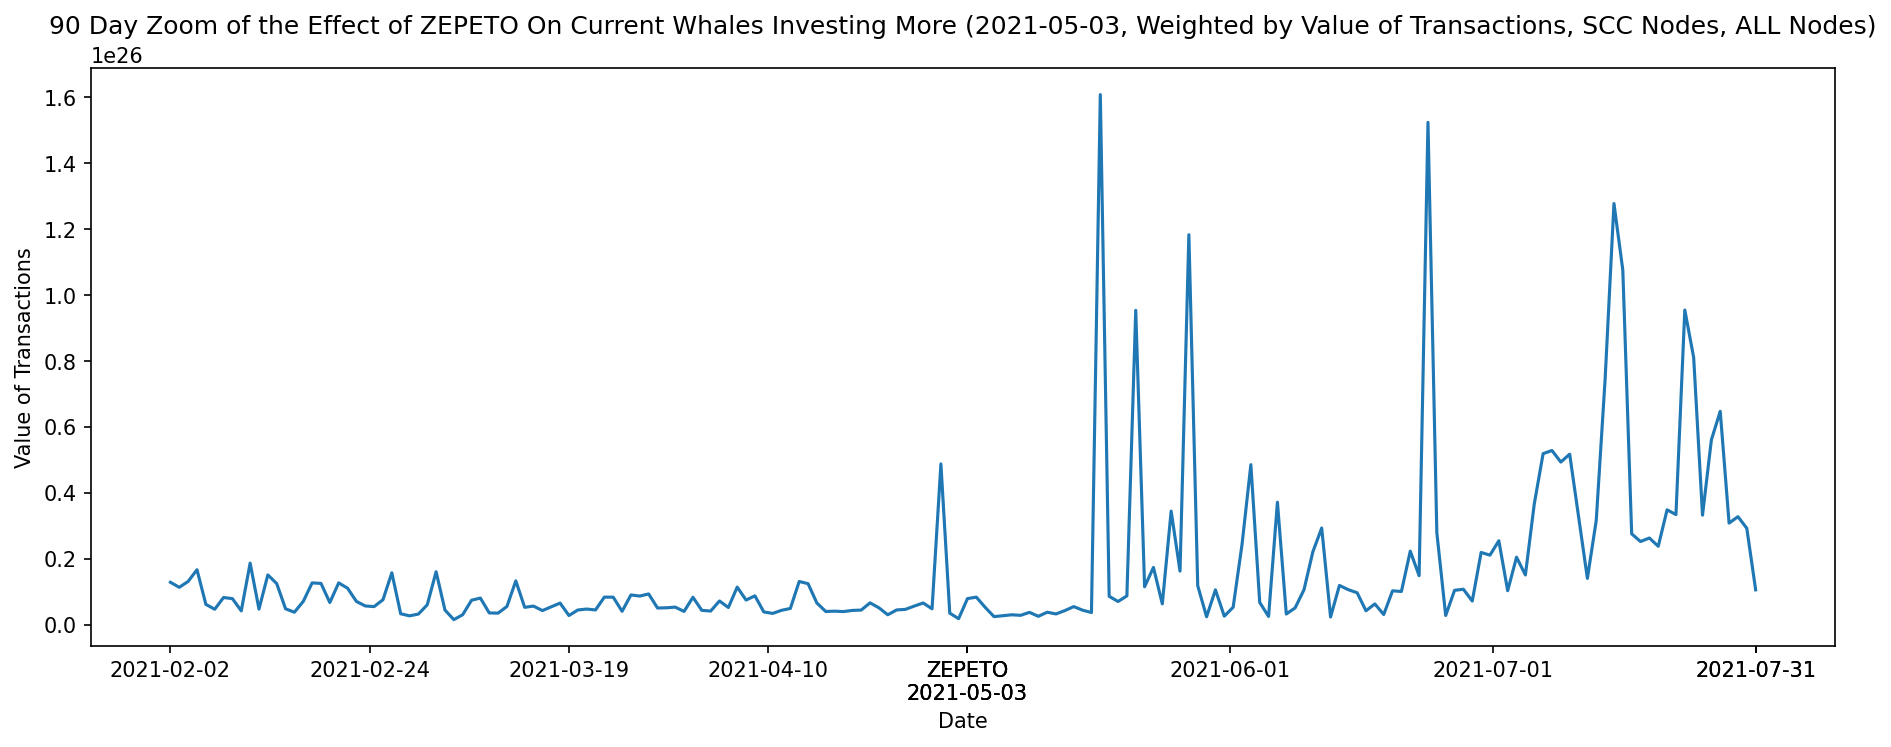 90 Day Zoom of the Effect of ZEPETO On Current Whales Investing More (2021-05-03, Weighted by Value of Transactions, SCC Nodes, ALL Nodes)
1e26
1.6
1.4
1.2
1.0
0.8
0.6
0.4
0.2
0.0
Value of Transactions
2021-02-02 2021-02-24 2021-03-19 2021-04-10 ZEPETO 2021-06-01 2021-07-01 2021-07-31
2021-05-03
Date